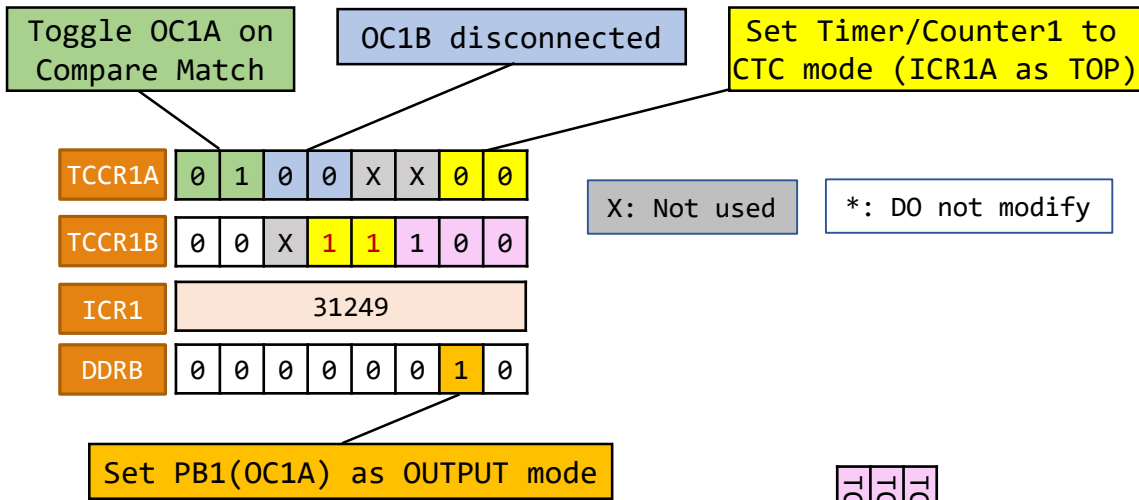 Toggle OC1A on
Compare Match
OC1B disconnected
Set Timer/Counter1 to
CTC mode (ICR1A as TOP)
TCCR1A 0 1 0 0 X X 0 0
X: Not used
*: DO not modify
TCCR1B 0 0 X 1 1 1 0 0
ICR1 31249
DDRB 0 0 0 0 0 0 1 0
Set PB1(OC1A) as OUTPUT mode